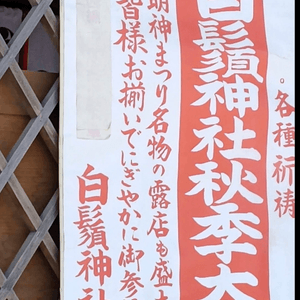 ・各種祈祷
白鬚神社秋季大
明神まつり名物の露店も盛大
皆様お揃いでにぎやかに御参
白鬚神社